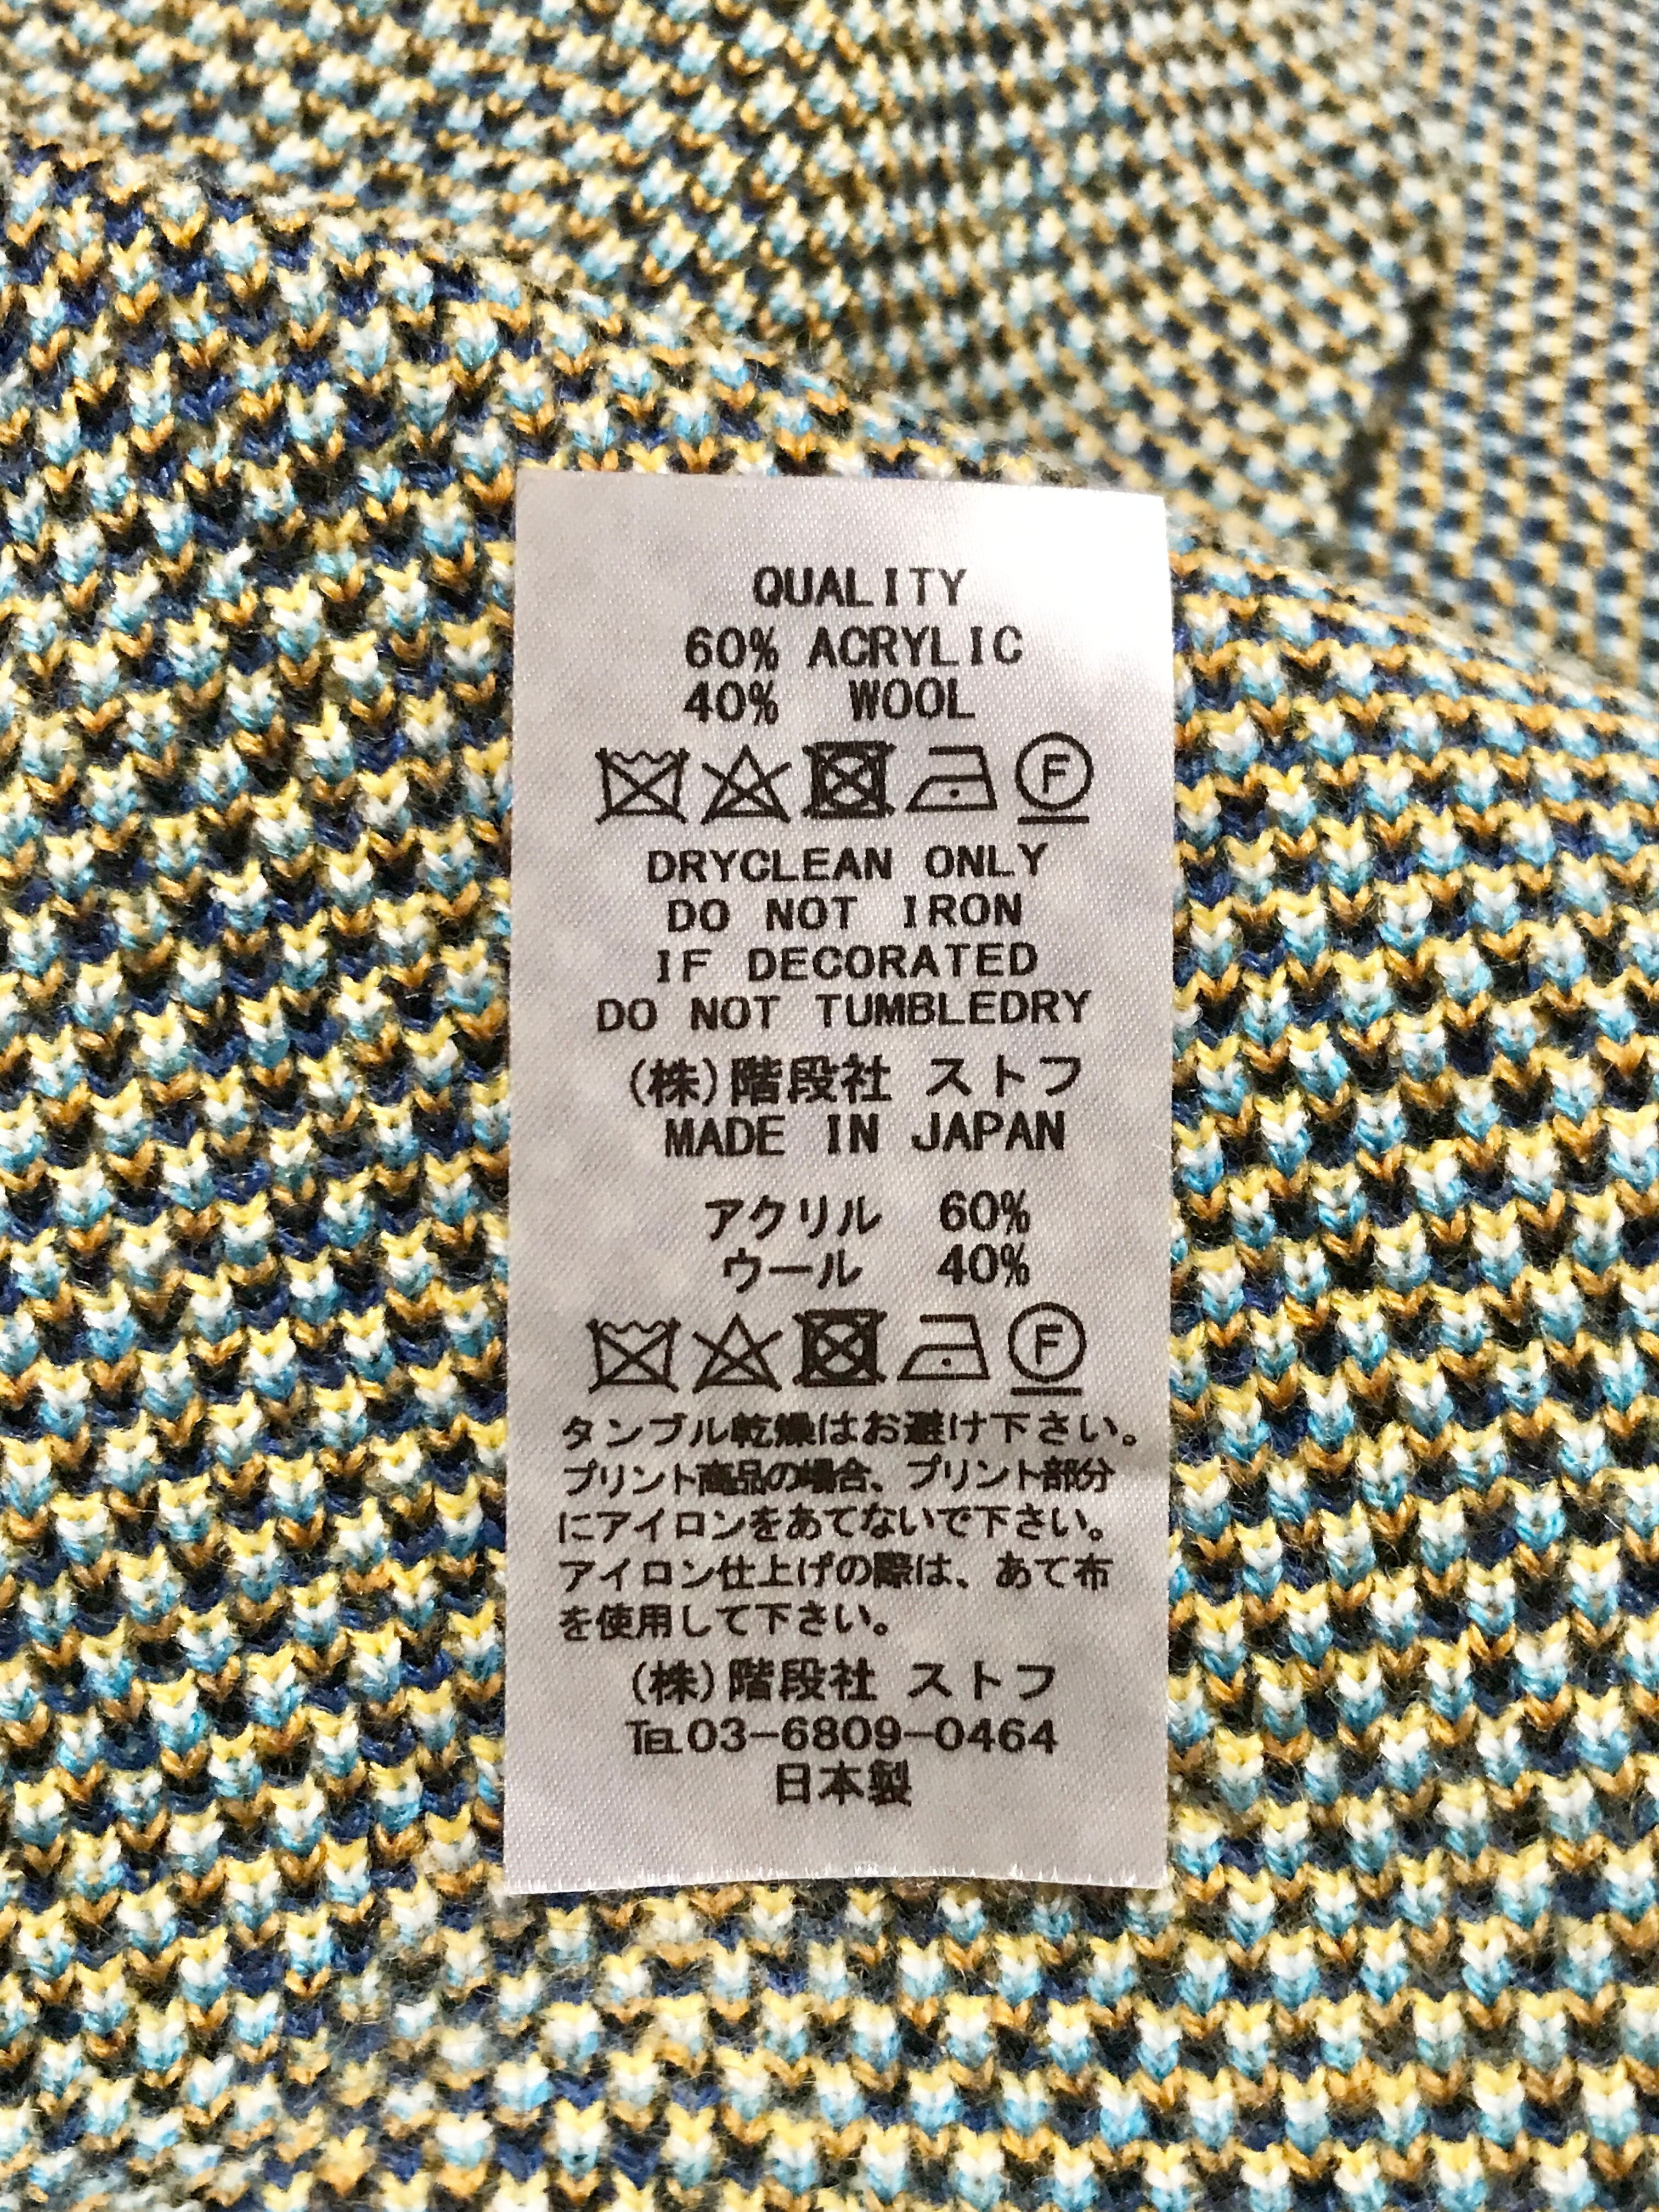 QUALITY
60% ACRYLIC
40% WOOL
F
DRYCLEAN ONLY
DO NOT IRON
IF DECORATED
DO NOT TUMBLEDRY
(株)階段社 ストフ
MADE IN JAPAN
アクリル 60%
ウール 40%
F
タンブル乾燥はお避け下さい。
プリント商品の場合、プリント部分
にアイロンをあてないで下さい。
アイロン仕上げの際は、あて布
を使用して下さい。
(株)階段社 ストフ
℡03-6809-0464
日本製